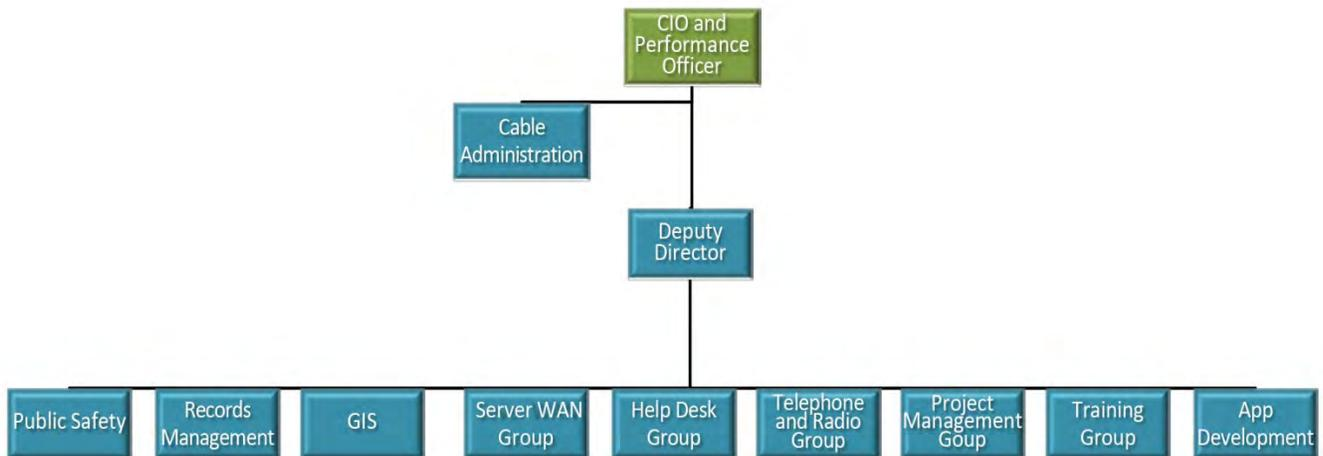 CIO and
Performance
Officer
Cable
Administration
Deputy
Director
Public Safety
Records
Management
GIS
Server WAN
Group
Help Desk
Group
Telephone
and Radio
Group
Project
Management
Goup
Training
Group
App
Development